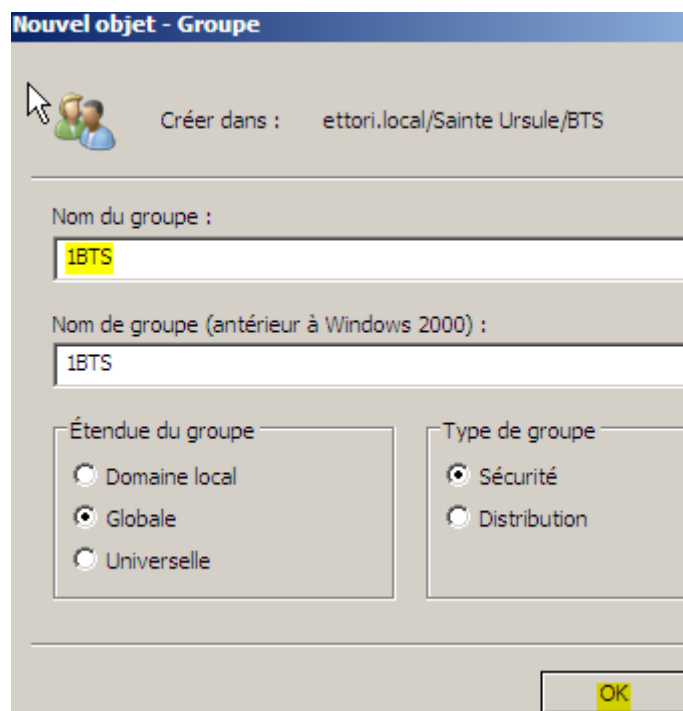 Nouvel objet - Groupe
Créer dans : ettori.local/Sainte Ursule/BTS
Nom du groupe :
1BTS
Nom de groupe (antérieur à Windows 2000) :
1BTS
Étendue du groupe
Domaine local
Globale
Universelle
Type de groupe
Sécurité
Distribution
OK